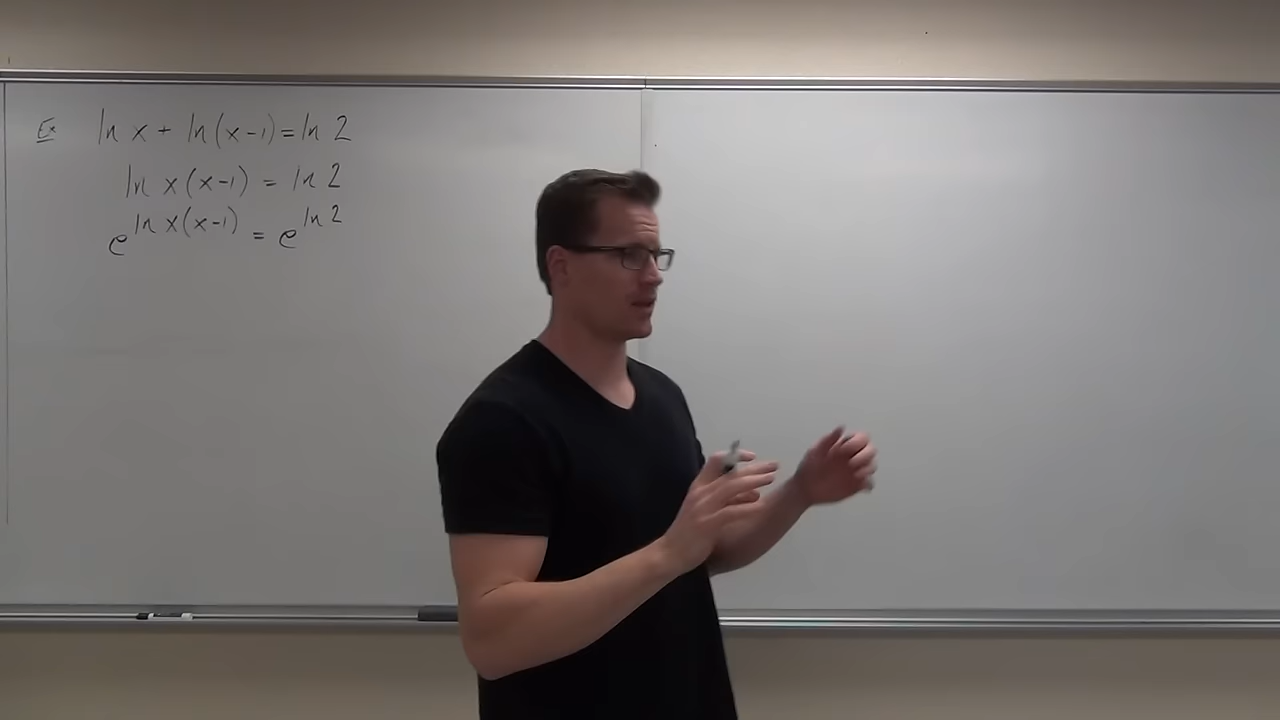 Ex ln x + ln(x-1) = ln 2
ln x(x-1) = ln 2
e^{ln x(x-1)} = e^{ln 2}